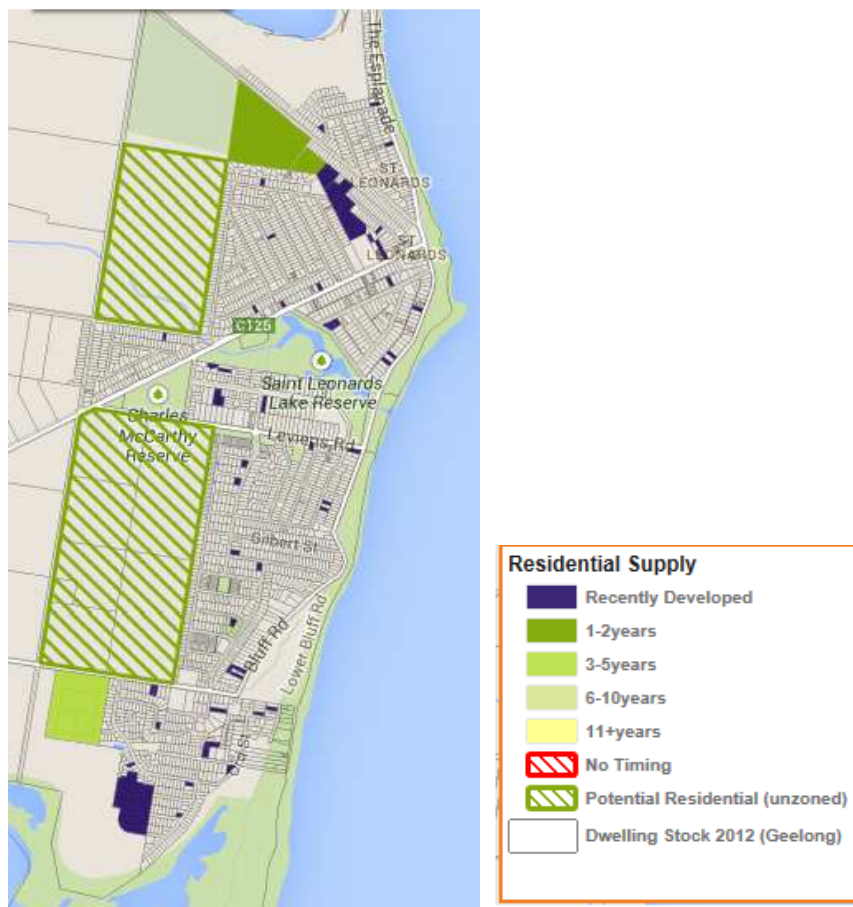 The Esplanade
ST
LEONARDS
ST
LEONARDS
C125
Saint Leonards
Lake Reserve
Charles
McCarthy
Reserve
Leviens Rd
Gilbert St
Bluff Rd
Lower Bluff Rd
Ora St
Residential Supply
Recently Developed
1-2years
3-5years
6-10years
11+years
No Timing
Potential Residential (unzoned)
Dwelling Stock 2012 (Geelong)